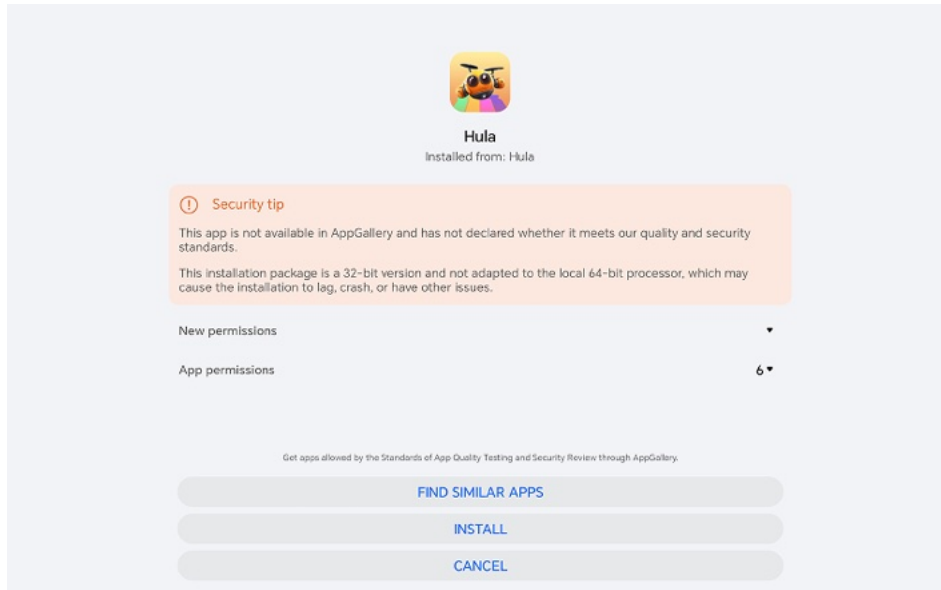 Hula
Installed from: Hula
Security tip
This app is not available in AppGallery and has not declared whether it meets our quality and security
standards.
This installation package is a 32-bit version and not adapted to the local 64-bit processor, which may
cause the installation to lag, crash, or have other issues.
New permissions
App permissions 6
Get apps allowed by the Standards of App Quality Testing and Security Review through AppGallery.
FIND SIMILAR APPS
INSTALL
CANCEL